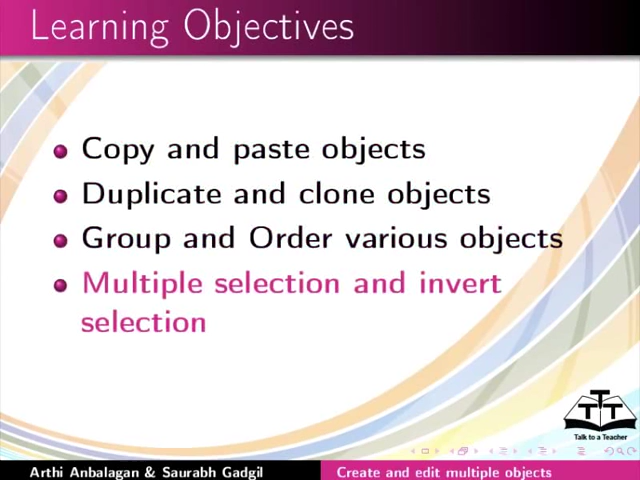 Learning Objectives
Copy and paste objects
Duplicate and clone objects
Group and Order various objects
Multiple selection and invert
selection
TTT
Talk to a Teacher
Arthi Anbalagan & Saurabh Gadgil
Create and edit multiple objects